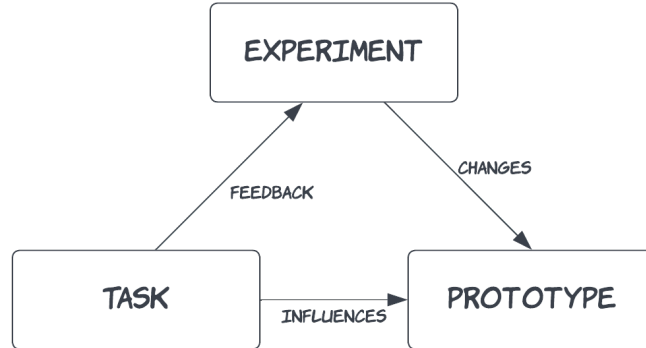 EXPERIMENT
CHANGES
FEEDBACK
TASK
PROTOTYPE
INFLUENCES